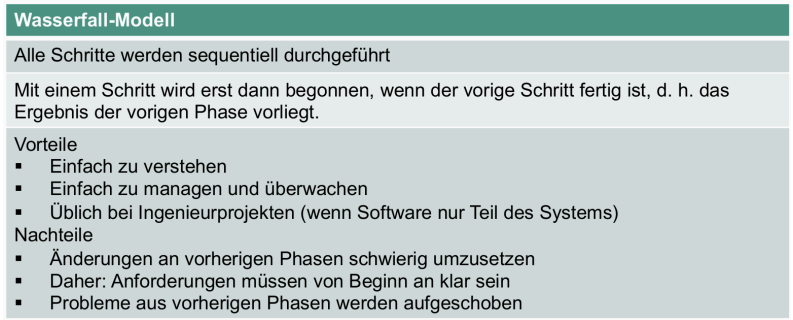 Wasserfall-Modell
Alle Schritte werden sequentiell durchgeführt
Mit einem Schritt wird erst dann begonnen, wenn der vorige Schritt fertig ist, d. h. das
Ergebnis der vorigen Phase vorliegt.
Vorteile
▪ Einfach zu verstehen
▪ Einfach zu managen und überwachen
▪ Üblich bei Ingenieurprojekten (wenn Software nur Teil des Systems)
Nachteile
▪ Änderungen an vorherigen Phasen schwierig umzusetzen
▪ Daher: Anforderungen müssen von Beginn an klar sein
▪ Probleme aus vorherigen Phasen werden aufgeschoben